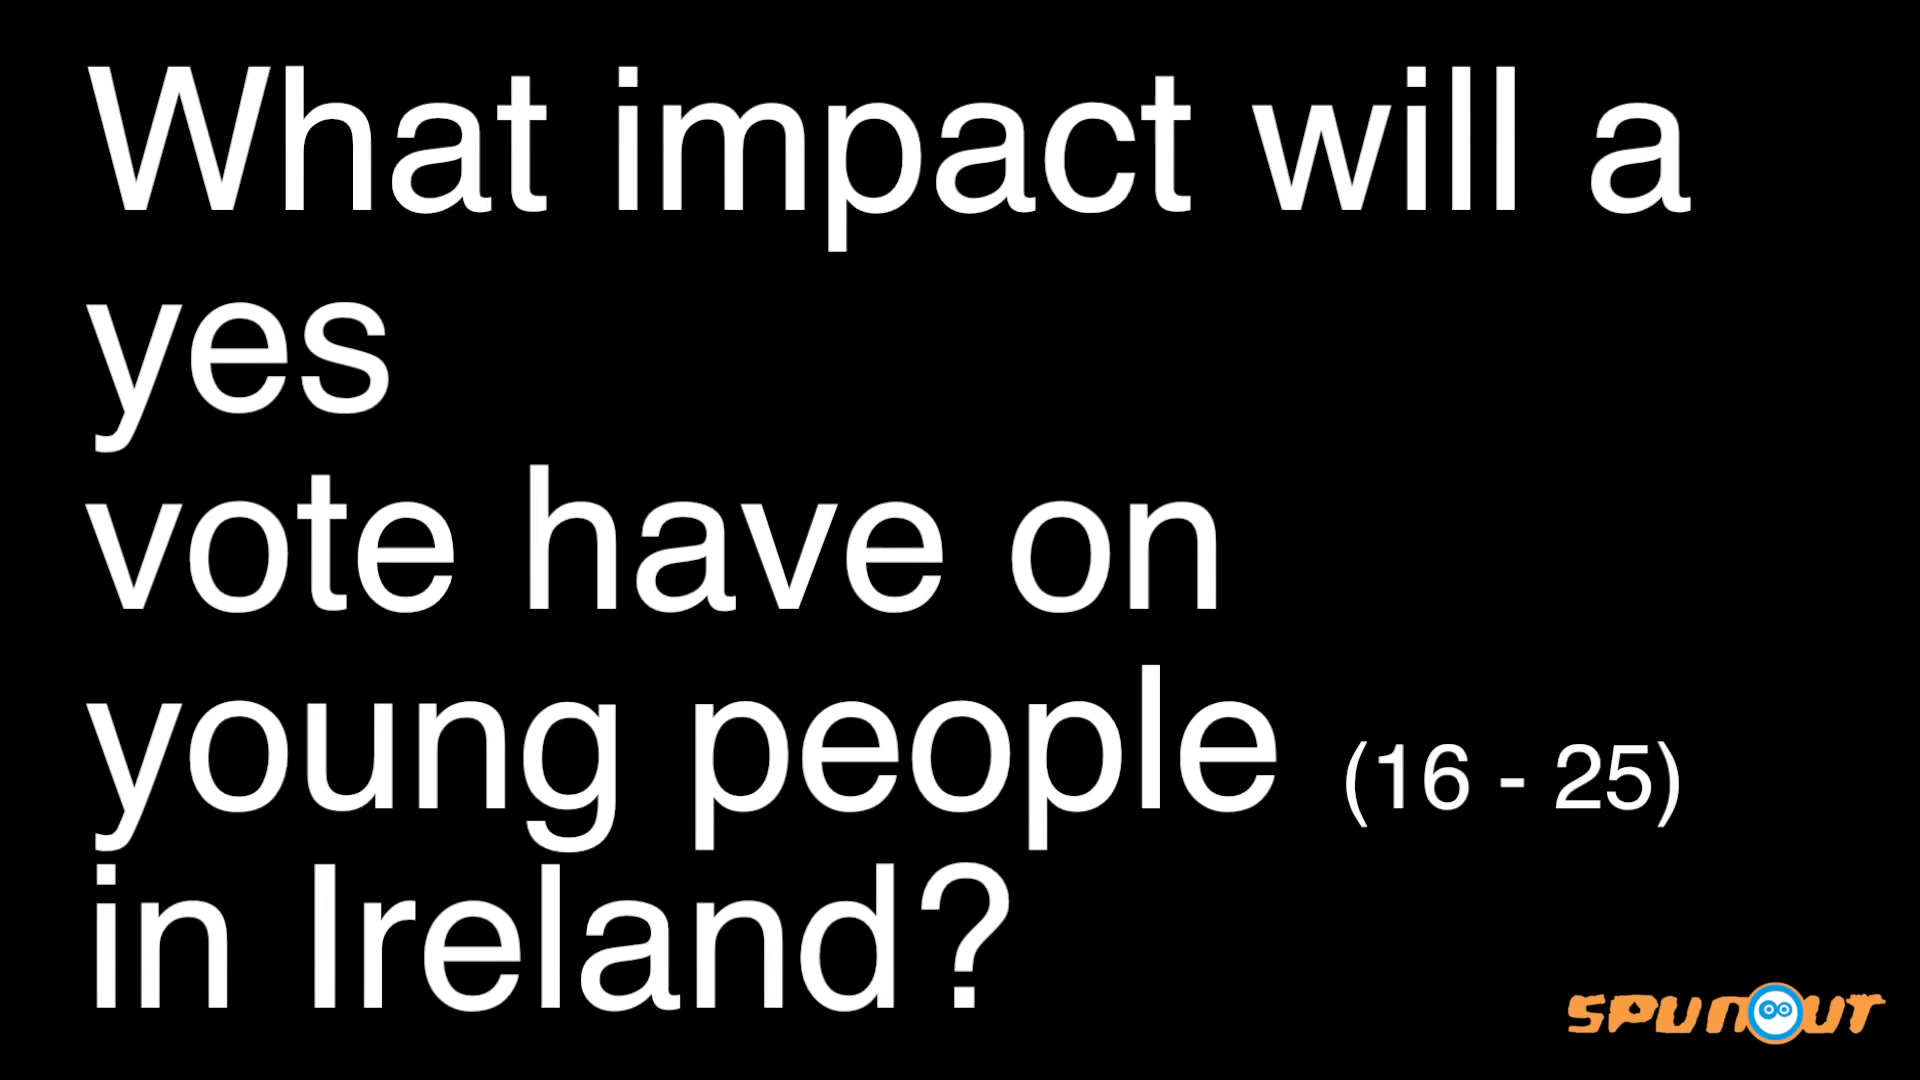 What impact will a
yes
vote have on
young people (16 - 25)
in Ireland?
SPUNOUT